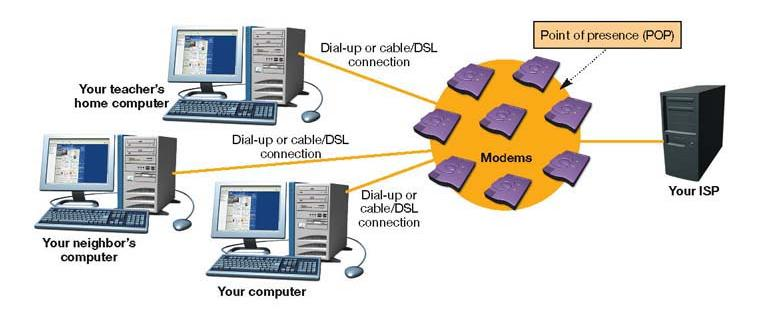 Your teacher's
home computer
Dial-up or cable/DSL
connection
Point of presence (POP)
Dial-up or cable/DSL
connection
Modems
Your ISP
Your neighbor's
computer
Dial-up or
cable/DSL
connection
Your computer